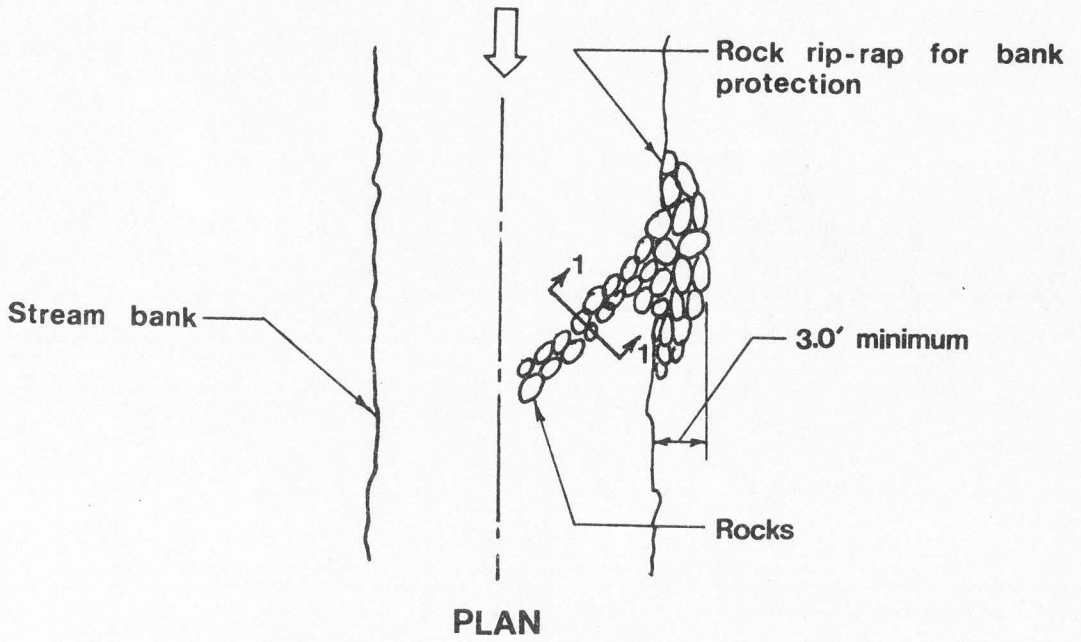 Rock rip-rap for bank
protection
1
Stream bank
1
3.0' minimum
Rocks
PLAN